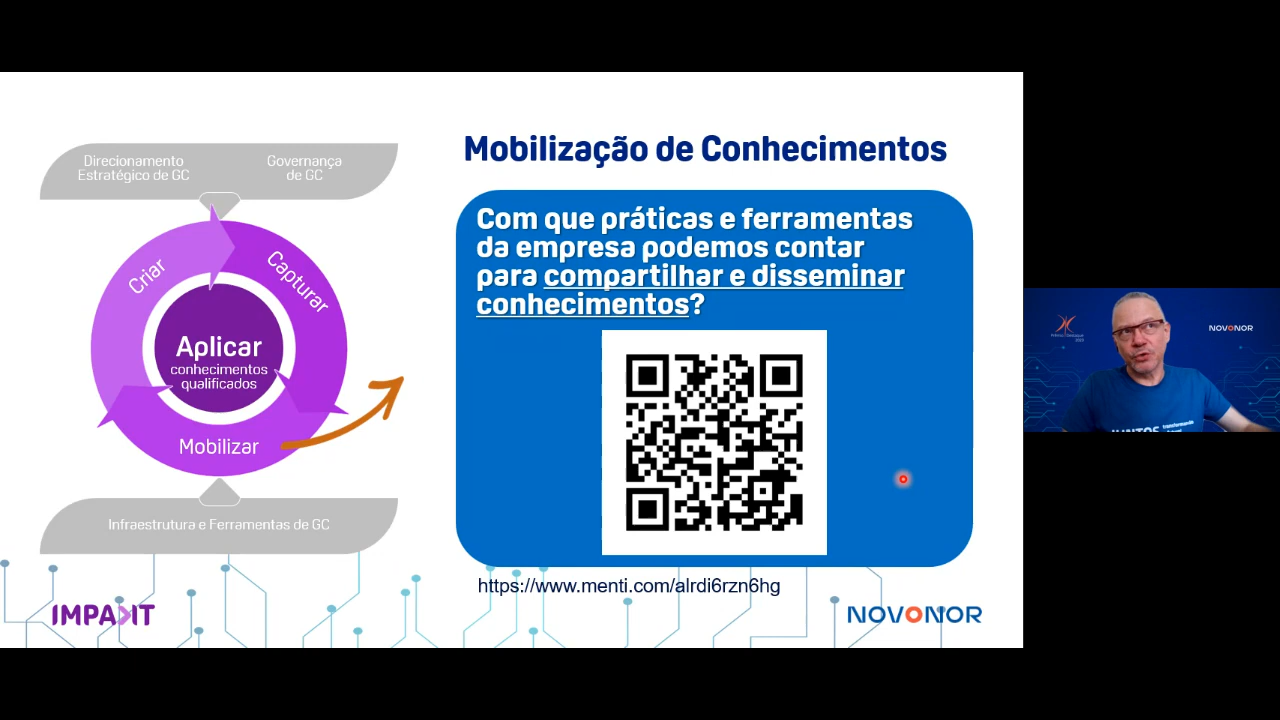 Direcionamento
Estratégico de GC
Governança
de GC
Criar
Capturar
Aplicar
conhecimentos
qualificados
Mobilizar
Infraestrutura e Ferramentas de GC
IMPAKIT
Mobilização de Conhecimentos
Com que práticas e ferramentas
da empresa podemos contar
para compartilhar e disseminar
conhecimentos?
https://www.menti.com/alrdi6rzn6hg
NOVONOR
NOVONOR
JUNTOS